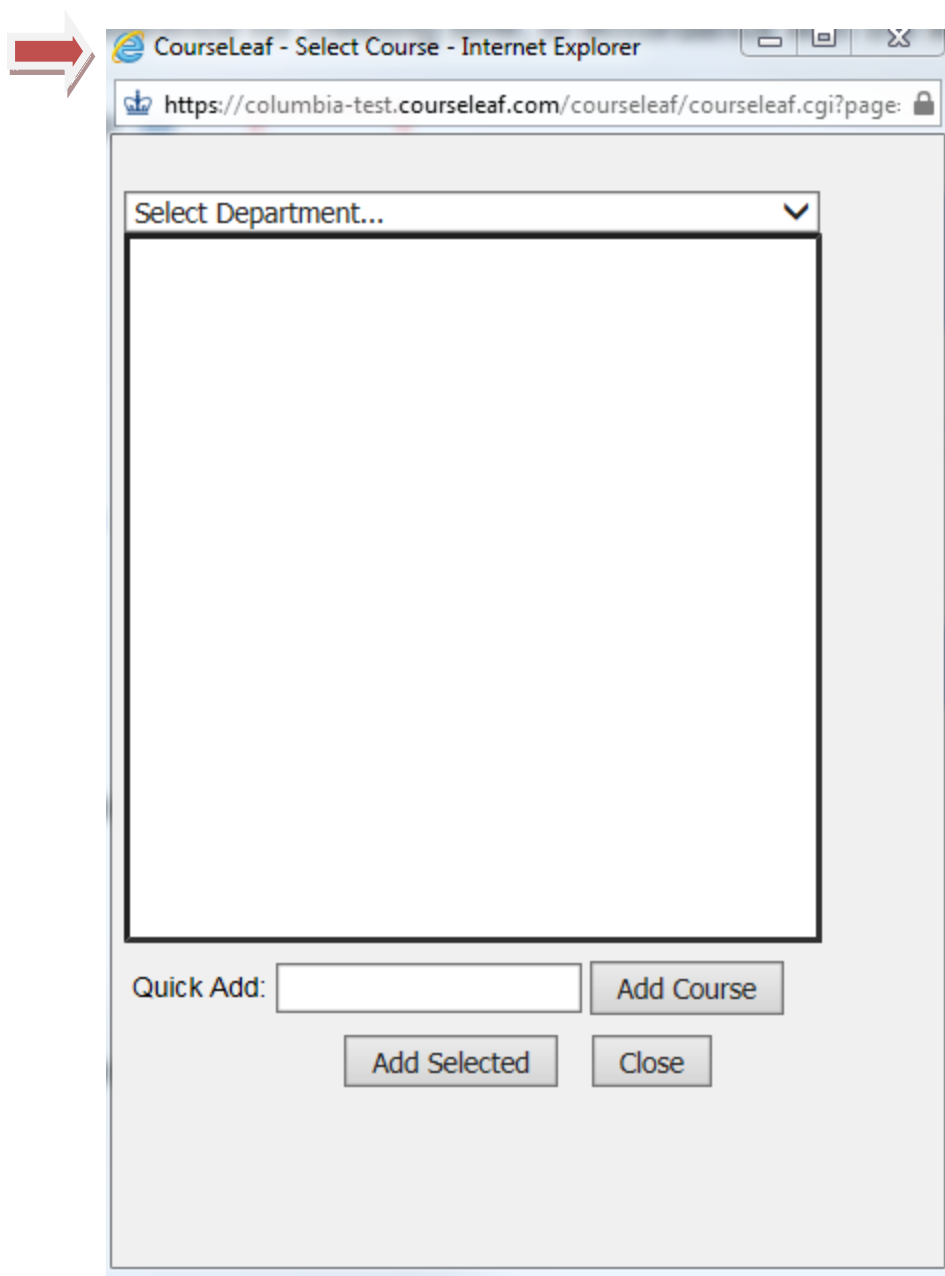 CourseLeaf - Select Course - Internet Explorer
https://columbia-test.courseleaf.com/courseleaf/courseleaf.cgi?page:
Select Department...
Quick Add: Add Course
Add Selected Close